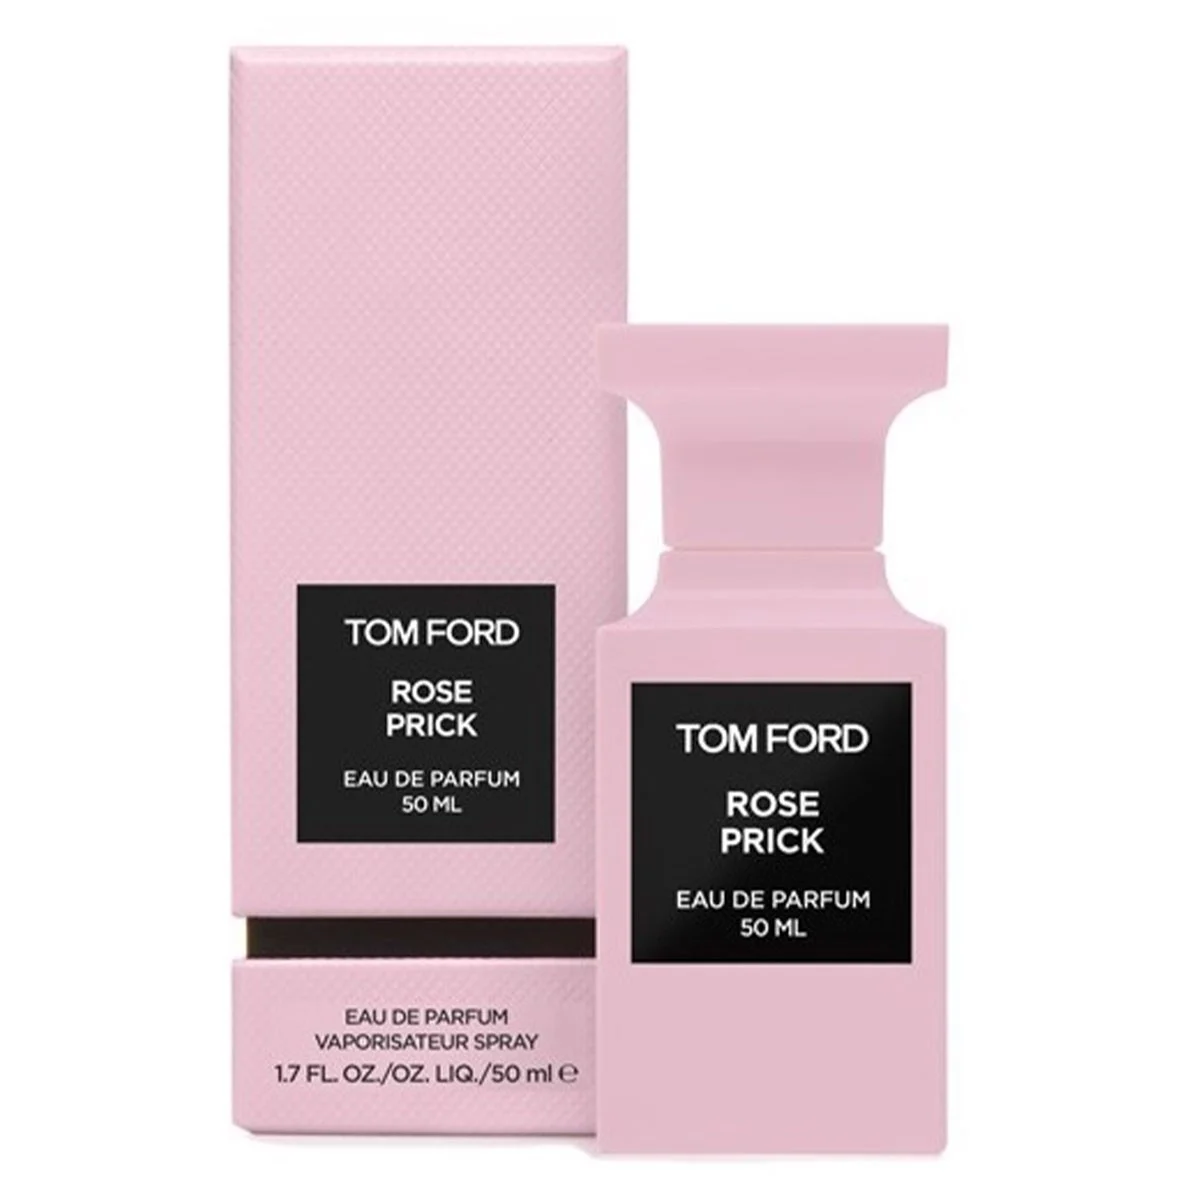 TOM FORD
ROSE
PRICK
EAU DE PARFUM
50 ML
EAU DE PARFUM
VAPORISATEUR SPRAY
1.7 FL. OZ./OZ. LIQ./50 ml ℮
TOM FORD
ROSE
PRICK
EAU DE PARFUM
50 ML